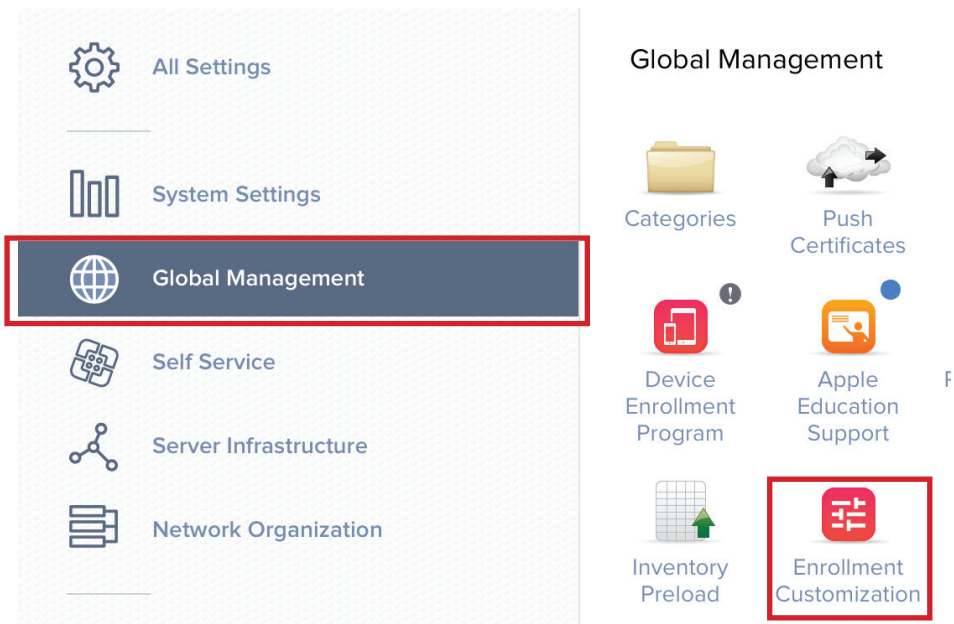 All Settings
System Settings
Global Management
Self Service
Server Infrastructure
Network Organization
Global Management
Categories
Push
Certificates
Device
Enrollment
Program
Apple
Education
Support
Inventory
Preload
Enrollment
Customization